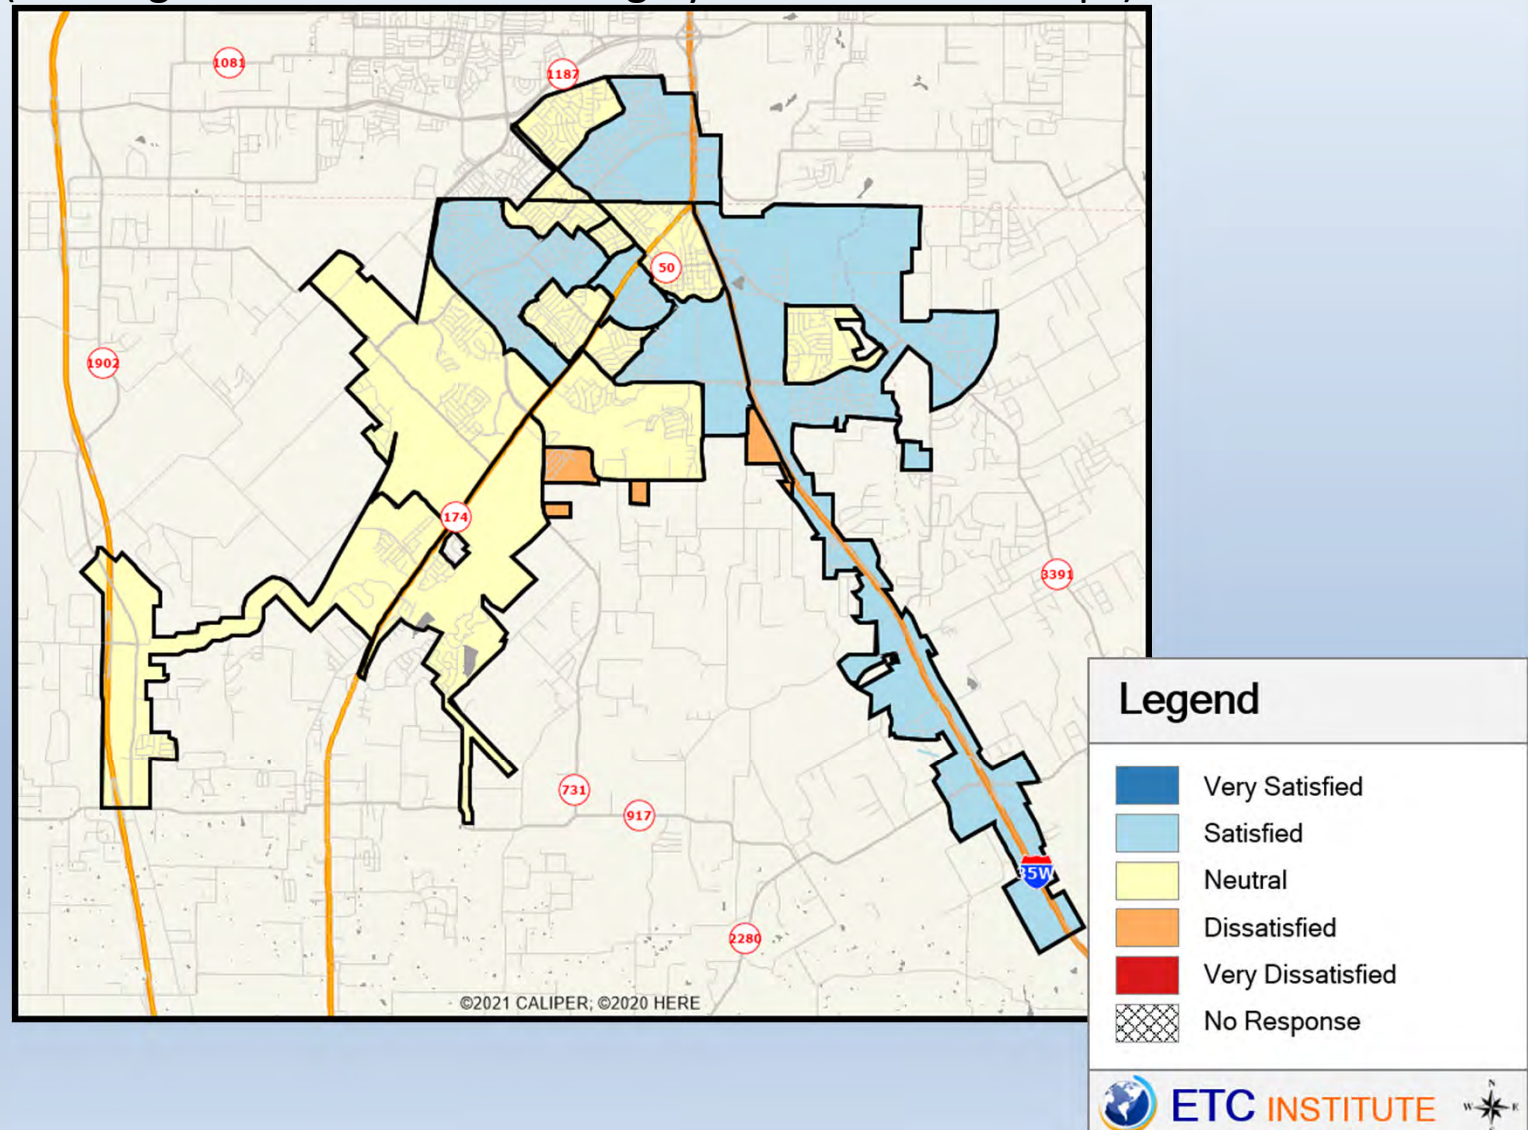 1081
1187
50
1902
174
3391
731
917
35W
2280
©2021 CALIPER; ©2020 HERE
Legend
Very Satisfied
Satisfied
Neutral
Dissatisfied
Very Dissatisfied
No Response
ETC INSTITUTE
N
W E